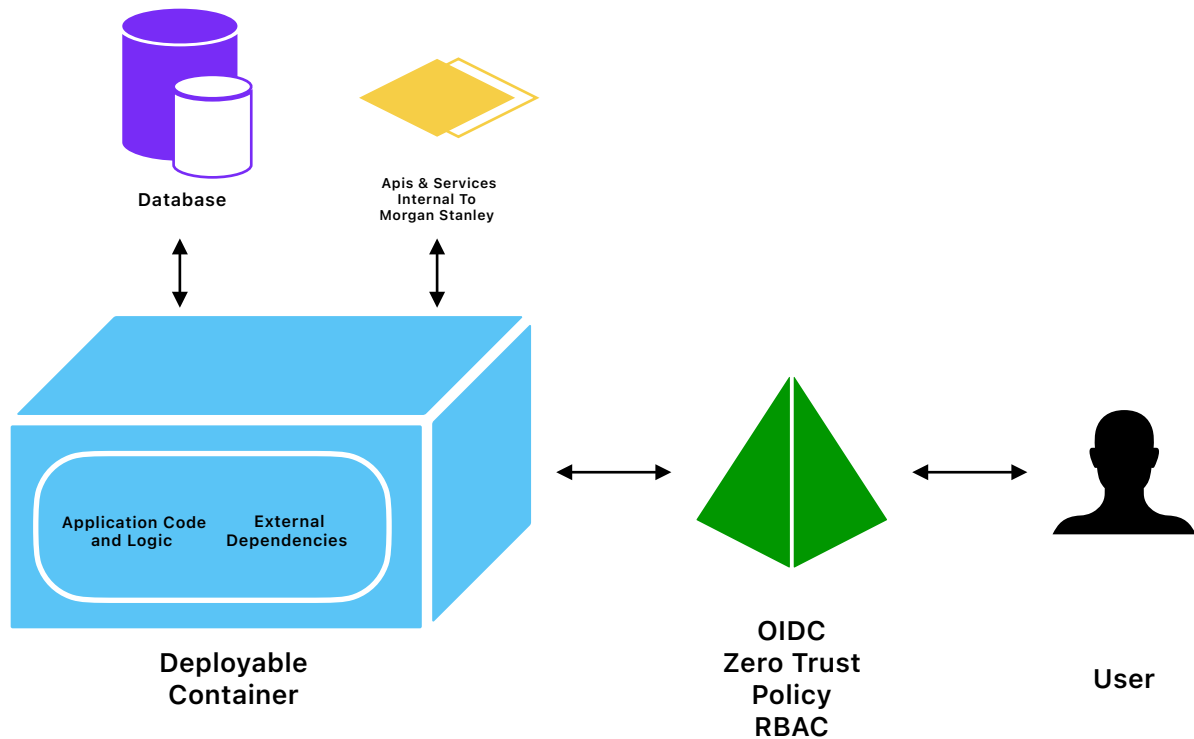 Database
Apis & Services
Internal To
Morgan Stanley
Application Code
and Logic
External
Dependencies
Deployable
Container
OIDC
Zero Trust
Policy
RBAC
User